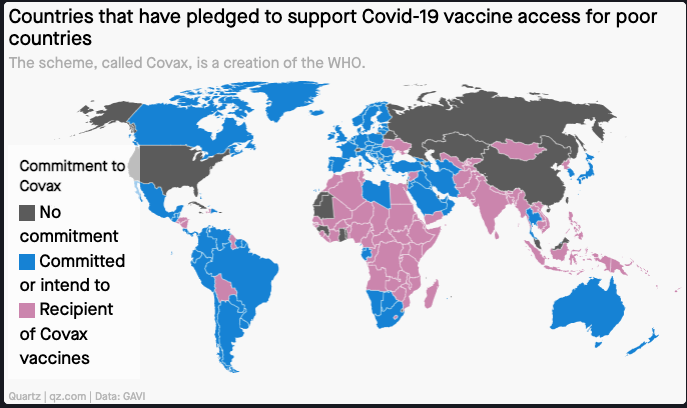 Countries that have pledged to support Covid-19 vaccine access for poor
countries
The scheme, called Covax, is a creation of the WHO.
Commitment to
Covax
No
commitment
Committed
or intend to
Recipient
of Covax
vaccines
Quartz | qz.com | Data: GAVI